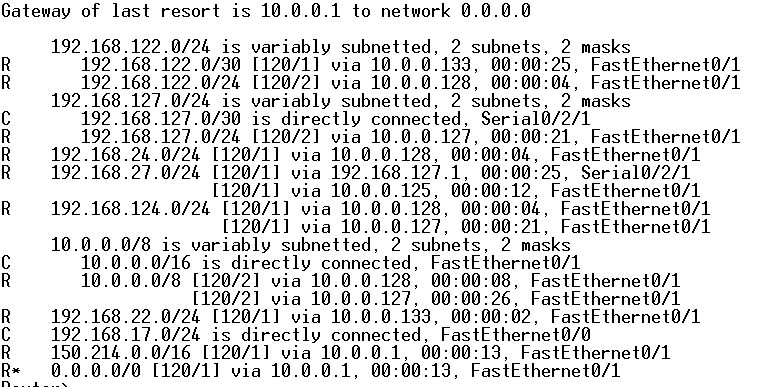 Gateway of last resort is 10.0.0.1 to network 0.0.0.0
     192.168.122.0/24 is variably subnetted, 2 subnets, 2 masks
R       192.168.122.0/30 [120/1] via 10.0.0.133, 00:00:25, FastEthernet0/1
R       192.168.122.0/24 [120/2] via 10.0.0.128, 00:00:04, FastEthernet0/1
     192.168.127.0/24 is variably subnetted, 2 subnets, 2 masks
C       192.168.127.0/30 is directly connected, Serial0/2/1
R       192.168.127.0/24 [120/2] via 10.0.0.127, 00:00:21, FastEthernet0/1
R    192.168.24.0/24 [120/1] via 10.0.0.128, 00:00:04, FastEthernet0/1
R    192.168.27.0/24 [120/1] via 192.168.127.1, 00:00:25, Serial0/2/1
                     [120/1] via 10.0.0.125, 00:00:12, FastEthernet0/1
R    192.168.124.0/24 [120/1] via 10.0.0.128, 00:00:04, FastEthernet0/1
                      [120/1] via 10.0.0.127, 00:00:21, FastEthernet0/1
     10.0.0.0/8 is variably subnetted, 2 subnets, 2 masks
C       10.0.0.0/16 is directly connected, FastEthernet0/1
R       10.0.0.0/8 [120/2] via 10.0.0.128, 00:00:08, FastEthernet0/1
                   [120/2] via 10.0.0.127, 00:00:26, FastEthernet0/1
R    192.168.22.0/24 [120/1] via 10.0.0.133, 00:00:02, FastEthernet0/1
C    192.168.17.0/24 is directly connected, FastEthernet0/0
R    150.214.0.0/16 [120/1] via 10.0.0.1, 00:00:13, FastEthernet0/1
R*   0.0.0.0/0 [120/1] via 10.0.0.1, 00:00:13, FastEthernet0/1